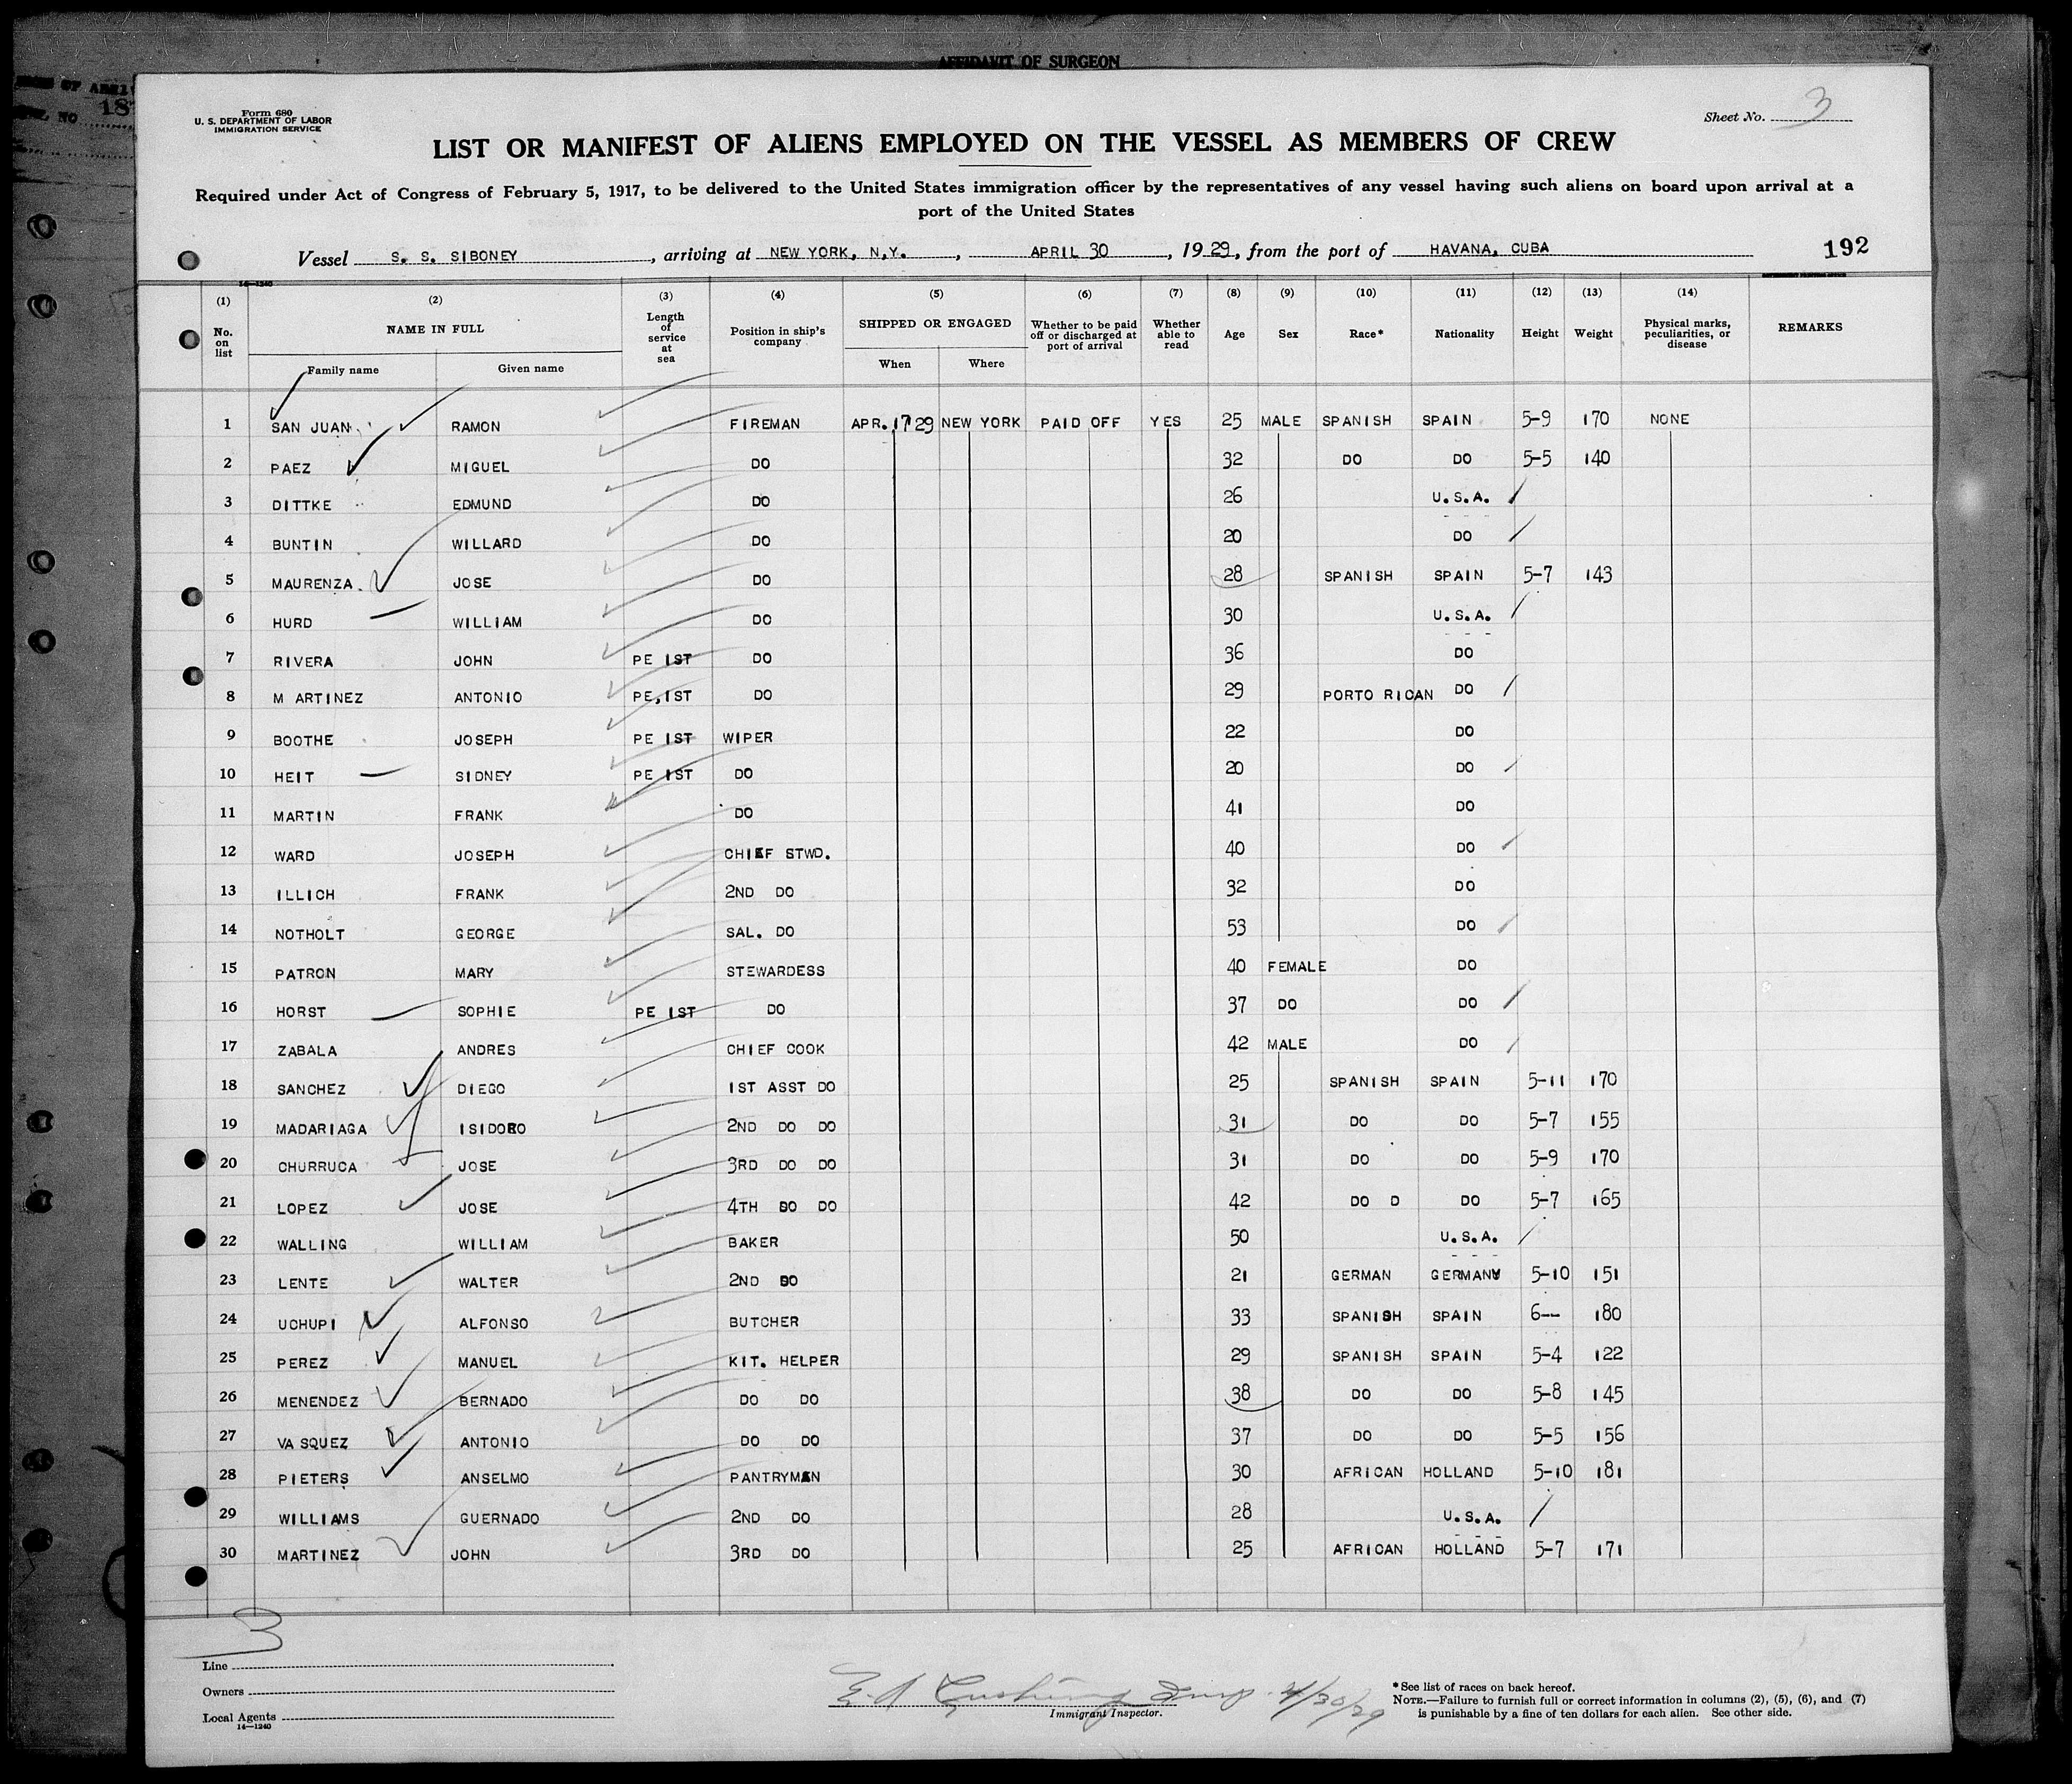 AFFIDAVIT OF SURGEON
Form 680
U. S. DEPARTMENT OF LABOR
IMMIGRATION SERVICE
Sheet No. 3
LIST OR MANIFEST OF ALIENS EMPLOYED ON THE VESSEL AS MEMBERS OF CREW
Required under Act of Congress of February 5, 1917, to be delivered to the United States immigration officer by the representatives of any vessel having such aliens on board upon arrival at a
port of the United States
Vessel S. S. SIBONEY, arriving at NEW YORK, N.Y., APRIL 30, 1929, from the port of HAVANA, CUBA 192
14—1240
(1) (2) (3) (4) (5) (6) (7) (8) (9) (10) (11) (12) (13) (14)
No. on list NAME IN FULL Family name Given name Length of service at sea Position in ship's company SHIPPED OR ENGAGED When Where Whether to be paid off or discharged at port of arrival Whether able to read Age Sex Race* Nationality Height Weight Physical marks, peculiarities, or disease REMARKS
1 SAN JUAN RAMON FIREMAN APR. 17 29 NEW YORK PAID OFF YES 25 MALE SPANISH SPAIN 5-9 170 NONE
2 PAEZ MIGUEL DO 32 DO DO 5-5 140
3 DITTKE EDMUND DO 26 U.S.A.
4 BUNTIN WILLARD DO 20 DO
5 MAURENZA JOSE DO 28 SPANISH SPAIN 5-7 143
6 HURD WILLIAM DO 30 U.S.A.
7 RIVERA JOHN PE IST DO 36 DO
8 M ARTINEZ ANTONIO PE,IST DO 29 PORTO RICAN DO
9 BOOTHE JOSEPH PE IST WIPER 22 DO
10 HEIT SIDNEY PE IST DO 20 DO
11 MARTIN FRANK DO 41 DO
12 WARD JOSEPH CHIEF STWD. 40 DO
13 ILLICH FRANK 2ND DO 32 DO
14 NOTHOLT GEORGE SAL. DO 53 DO
15 PATRON MARY STEWARDESS 40 FEMALE DO
16 HORST SOPHIE PE IST DO 37 DO DO
17 ZABALA ANDRES CHIEF COOK 42 MALE DO
18 SANCHEZ DIEGO 1ST ASST DO 25 SPANISH SPAIN 5-11 170
19 MADARIAGA ISIDORO 2ND DO DO 31 DO DO 5-7 155
20 CHURRUCA JOSE 3RD DO DO 31 DO DO 5-9 170
21 LOPEZ JOSE 4TH DO DO 42 DO D DO 5-7 165
22 WALLING WILLIAM BAKER 50 U.S.A.
23 LENTE WALTER 2ND DO 21 GERMAN GERMANY 5-10 151
24 UCHUPI ALFONSO BUTCHER 33 SPANISH SPAIN 6-- 180
25 PEREZ MANUEL KIT. HELPER 29 SPANISH SPAIN 5-4 122
26 MENENDEZ BERNADO DO DO 38 DO DO 5-8 145
27 VA SQUEZ ANTONIO DO DO 37 DO DO 5-5 156
28 PIETERS ANSELMO PANTRYMAN 30 AFRICAN HOLLAND 5-10 181
29 WILLIAMS GUERNADO 2ND DO 28 U.S.A.
30 MARTINEZ JOHN 3RD DO 25 AFRICAN HOLLAND 5-7 171
3
Line
Owners
Local Agents
14—1240
4/30/29
Immigrant Inspector.
*See list of races on back hereof.
NOTE.—Failure to furnish full or correct information in columns (2), (5), (6), and (7)
is punishable by a fine of ten dollars for each alien. See other side.